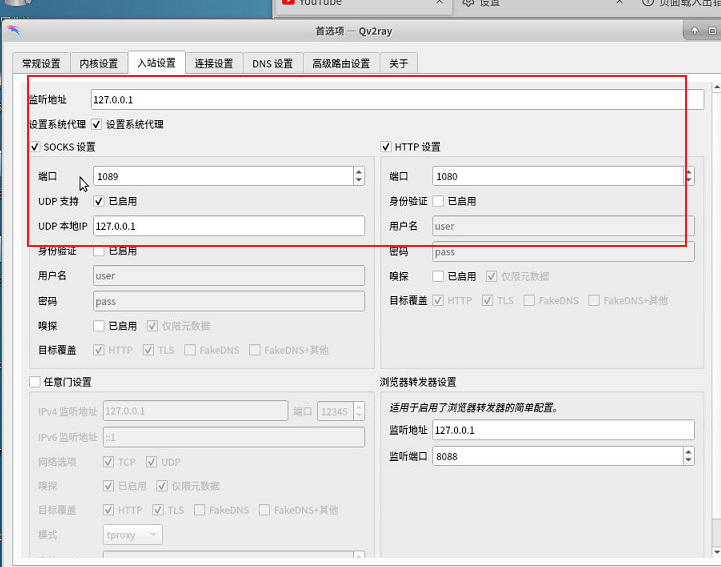 YouTube
设置
首选项 — Qv2ray
常规设置 内核设置 入站设置 连接设置 DNS 设置 高级路由设置 关于
监听地址 127.0.0.1
设置系统代理 设置系统代理
SOCKS 设置
端口 1089
UDP 支持 已启用
UDP 本地IP 127.0.0.1
身份验证 已启用
用户名 user
密码 pass
嗅探 已启用 仅限元数据
目标覆盖 HTTP TLS FakeDNS FakeDNS+其他
HTTP 设置
端口 1080
身份验证 已启用
用户名 user
密码 pass
嗅探 已启用 仅限元数据
目标覆盖 HTTP TLS FakeDNS FakeDNS+其他
任意门设置
IPv4 监听地址 127.0.0.1 端口 12345
IPv6 监听地址 ::1
网络选项 TCP UDP
嗅探 已启用 仅限元数据
目标覆盖 HTTP TLS FakeDNS FakeDNS+其他
模式 tproxy
浏览器转发器设置
适用于启用了浏览器转发器的简单配置。
监听地址 127.0.0.1
监听端口 8088